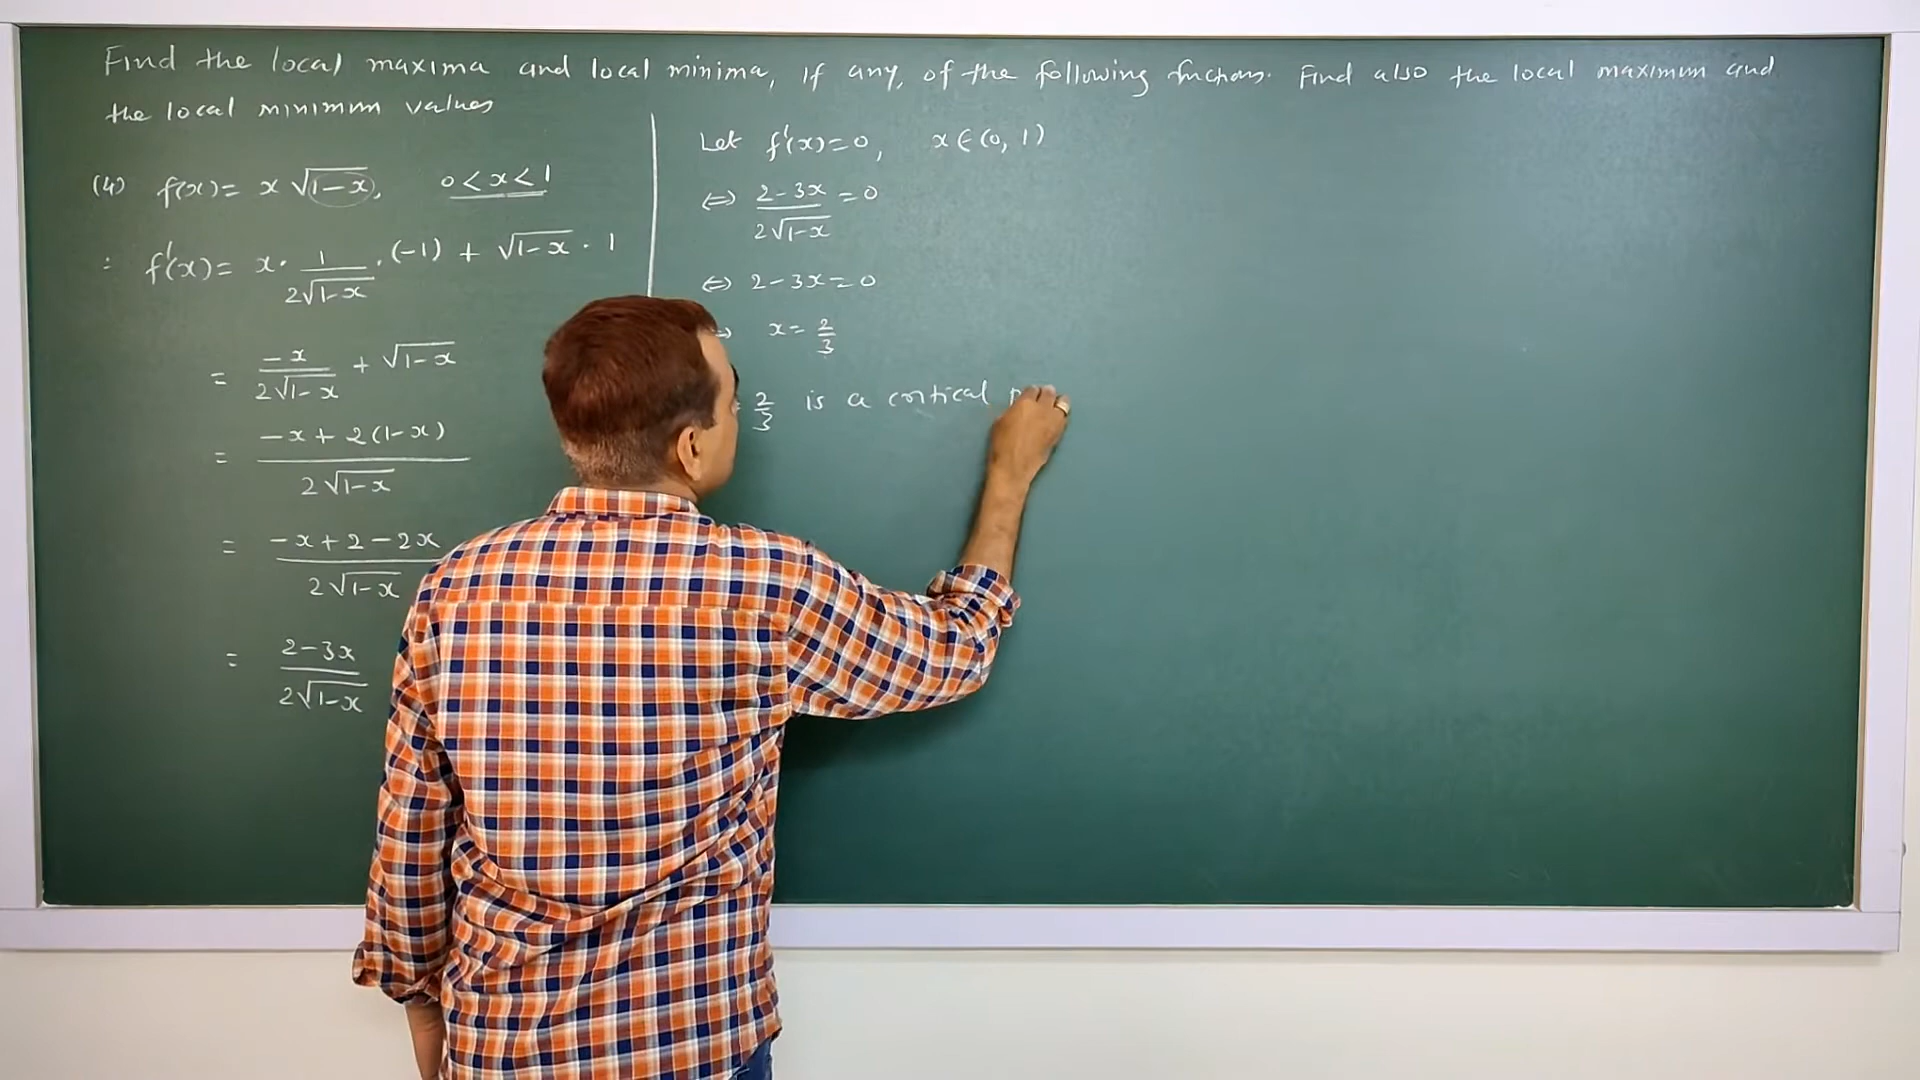 Find the local maxima and local minima, if any, of the following functions. Find also the local maximum and
the local minimum values
(4) f(x) = x √(1-x), 0 < x < 1
∴ f'(x) = x · 1/(2√(1-x)) · (-1) + √(1-x) · 1
= -x/(2√(1-x)) + √(1-x)
= (-x + 2(1-x))/(2√(1-x))
= (-x + 2 - 2x)/(2√(1-x))
= (2-3x)/(2√(1-x))
Let f'(x) = 0, x ∈ (0, 1)
⇔ (2-3x)/(2√(1-x)) = 0
⇔ 2-3x = 0
x = 2/3
= 2/3 is a critical